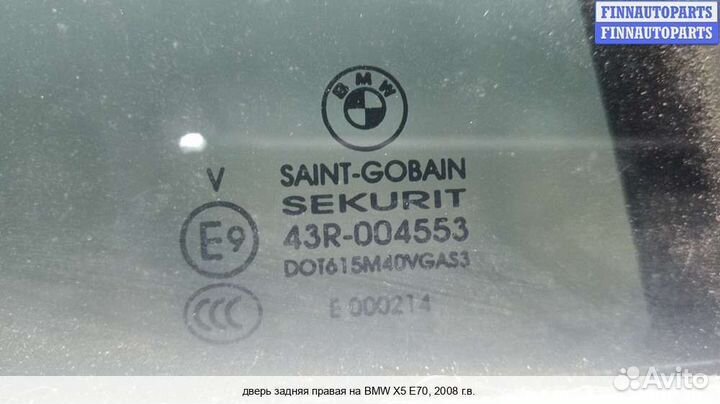 FINNAUTOPARTS
FINNAUTOPARTS
BMW
V
SAINT-GOBAIN
SEKURIT
E9
43R-004553
DOT615M40VGAS3
CCC
E 000214
дверь задняя правая на BMW X5 E70, 2008 г.в.
Avito